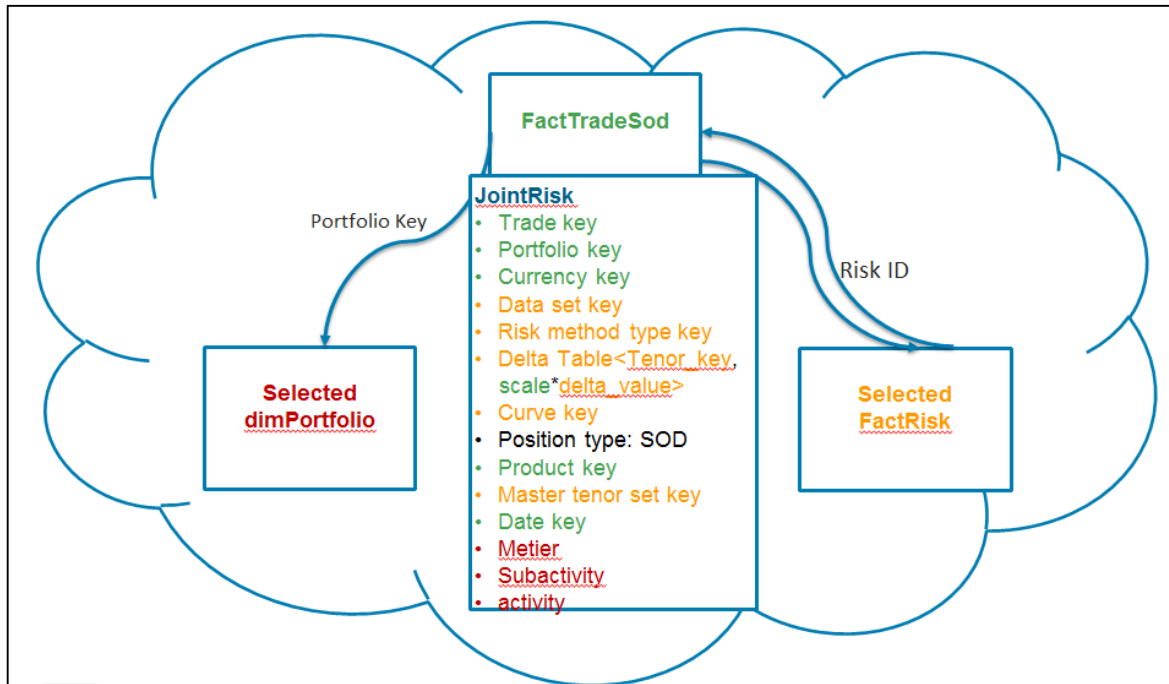 FactTradeSod
JointRisk
• Trade key
• Portfolio key
• Currency key
• Data set key
• Risk method type key
• Delta Table<Tenor_key,
scale*delta_value>
• Curve key
• Position type: SOD
• Product key
• Master tenor set key
• Date key
• Metier
• Subactivity
• activity
Portfolio Key
Risk ID
Selected
dimPortfolio
Selected
FactRisk